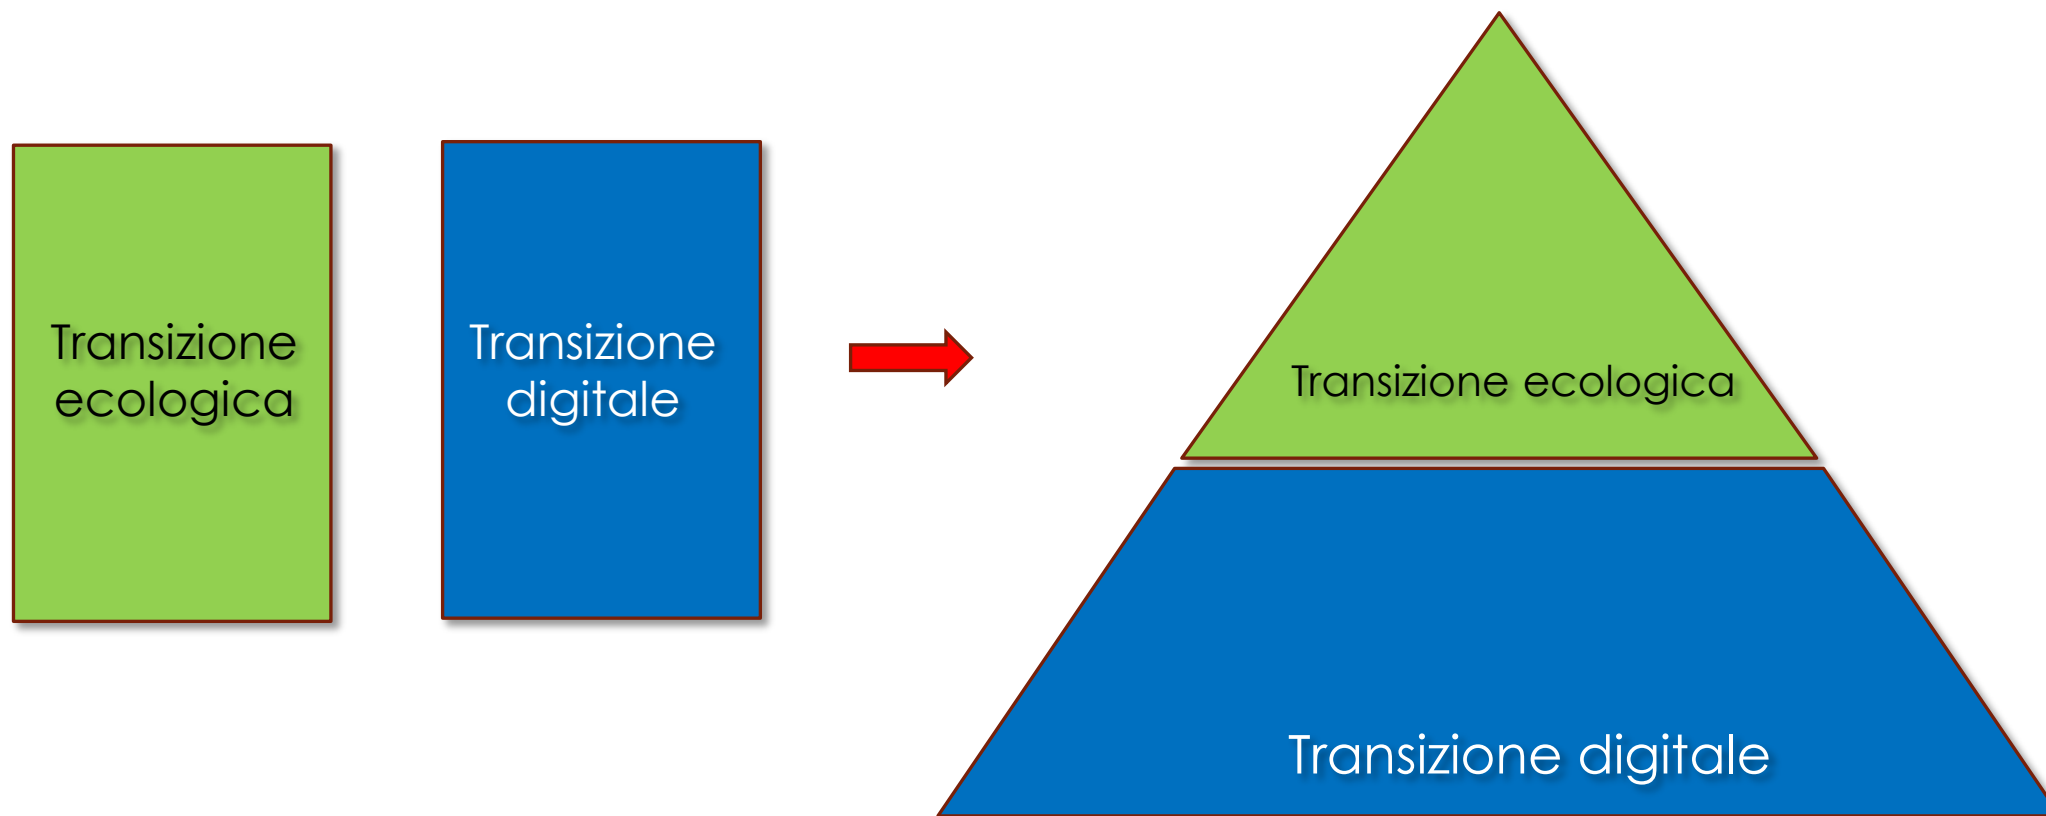 Transizione
ecologica
Transizione
digitale
Transizione ecologica
Transizione digitale